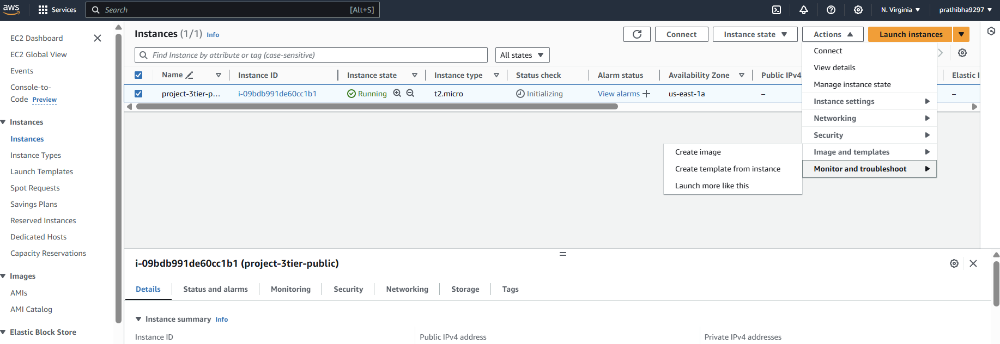 aws Services Search [Alt+S] N. Virginia prathibha9297
EC2 Dashboard
EC2 Global View
Events
Console-to-
Code Preview
Instances
Instances
Instance Types
Launch Templates
Spot Requests
Savings Plans
Reserved Instances
Dedicated Hosts
Capacity Reservations
Images
AMIs
AMI Catalog
Elastic Block Store
Instances (1/1) Info Connect Instance state Actions Launch instances
Find Instance by attribute or tag (case-sensitive) All states
Name Instance ID Instance state Instance type Status check Alarm status Availability Zone Public IPv4 Elastic I
project-3tier-p... i-09bdb991de60cc1b1 Running t2.micro Initializing View alarms + us-east-1a – –
Connect
View details
Manage instance state
Instance settings
Networking
Security
Image and templates
Monitor and troubleshoot
Create image
Create template from instance
Launch more like this
i-09bdb991de60cc1b1 (project-3tier-public)
Details Status and alarms Monitoring Security Networking Storage Tags
Instance summary Info
Instance ID Public IPv4 address Private IPv4 addresses